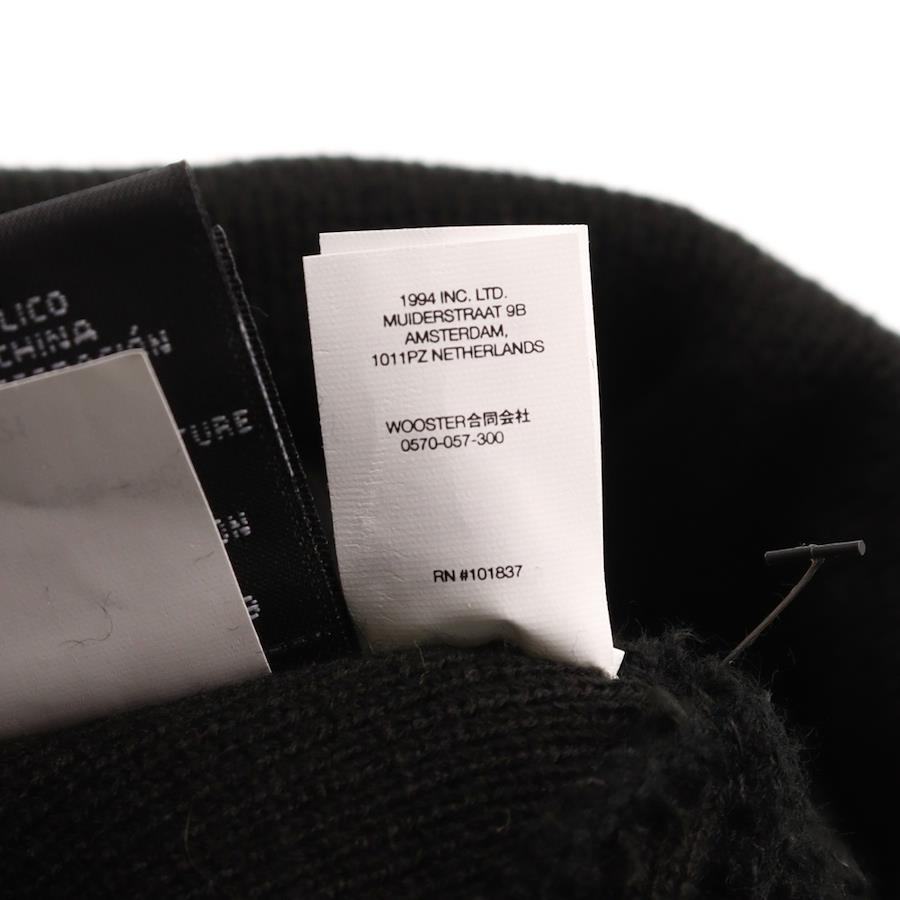 LICO
CHINA
TURE
ON
1994 INC. LTD.
MUIDERSTRAAT 9B
AMSTERDAM,
1011PZ NETHERLANDS
WOOSTER合同会社
0570-057-300
RN #101837